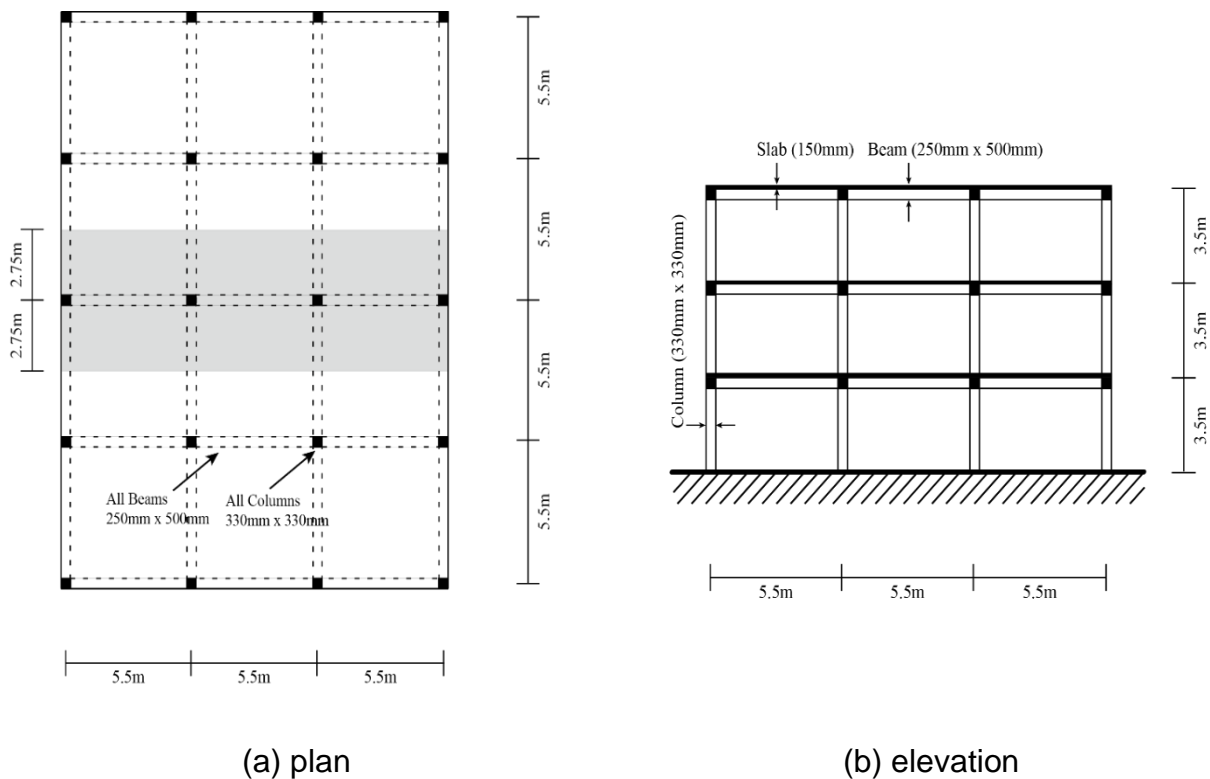 5.5m
5.5m
5.5m
5.5m
2.75m
2.75m
All Beams
250mm x 500mm
All Columns
330mm x 330mm
5.5m
5.5m
5.5m
(a) plan
Slab (150mm)
Beam (250mm x 500mm)
Column (330mm x 330mm)
3.5m
3.5m
3.5m
5.5m
5.5m
5.5m
(b) elevation